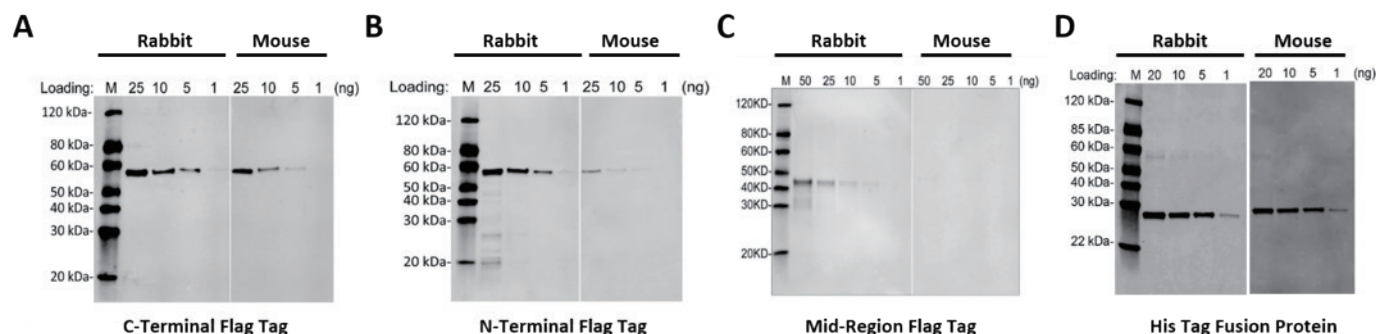 A
Rabbit
Mouse
Loading: M 25 10 5 1 25 10 5 1 (ng)
120 kDa-
80 kDa-
60 kDa-
50 kDa-
40 kDa-
30 kDa-
20 kDa-
C-Terminal Flag Tag
B
Rabbit
Mouse
Loading: M 25 10 5 1 25 10 5 1 (ng)
120 kDa-
80 kDa-
60 kDa-
50 kDa-
40 kDa-
30 kDa-
20 kDa-
N-Terminal Flag Tag
C
Rabbit
Mouse
Loading: M 50 25 10 5 1 50 25 10 5 1 (ng)
120KD-
80KD-
60KD-
50KD-
40KD-
30KD-
20KD-
Mid-Region Flag Tag
D
Rabbit
Mouse
Loading: M 20 10 5 1 20 10 5 1 (ng)
120 kDa-
85 kDa-
60 kDa-
50 kDa-
40 kDa-
30 kDa-
22 kDa-
His Tag Fusion Protein